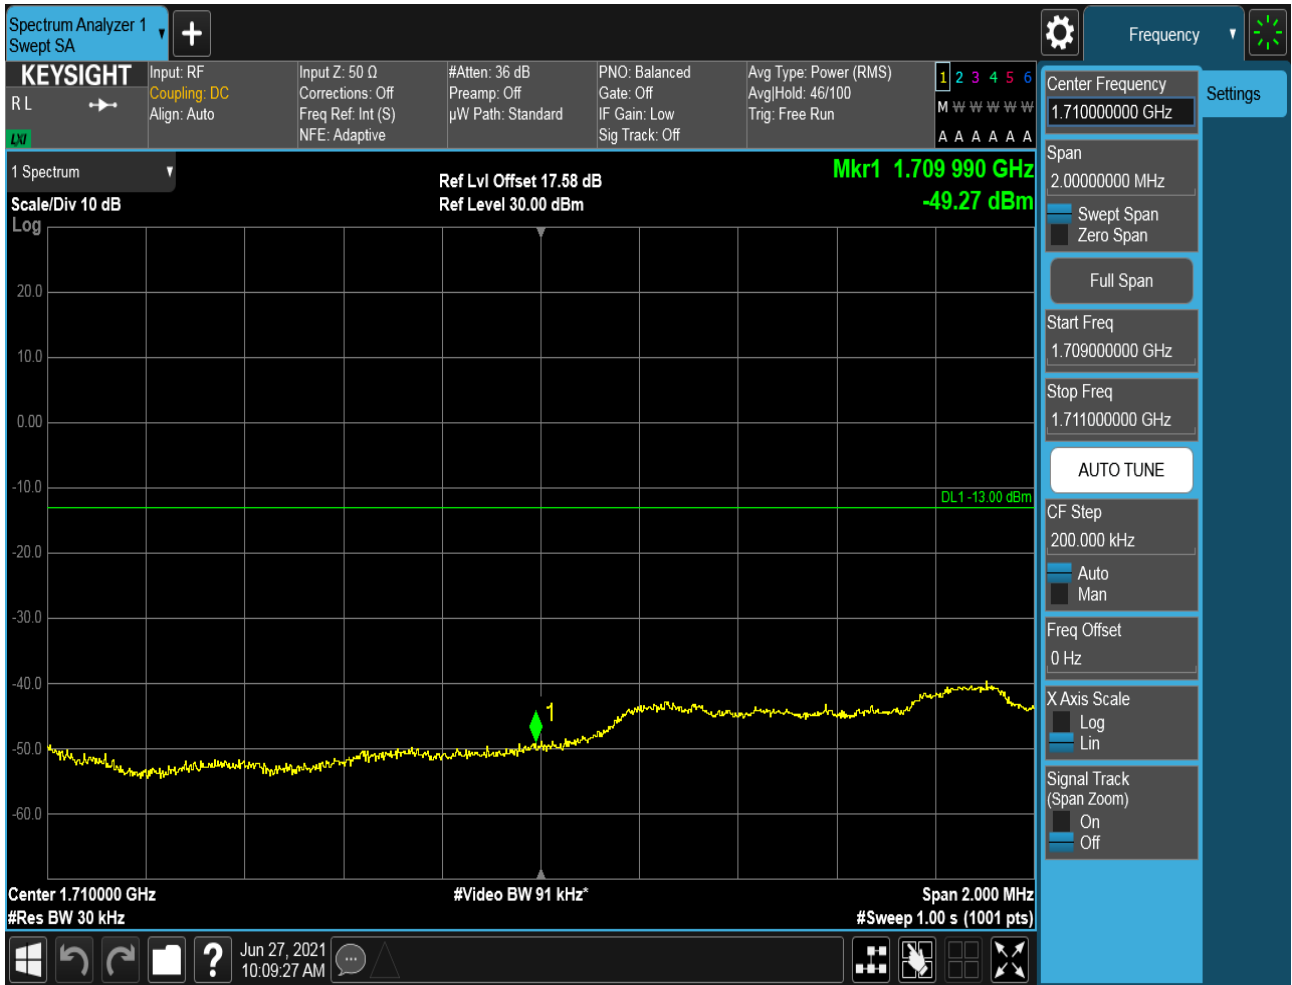 Spectrum Analyzer 1
Swept SA
Frequency
KEYSIGHT
R L
LXI
Input: RF
Coupling: DC
Align: Auto
Input Z: 50 Ω
Corrections: Off
Freq Ref: Int (S)
NFE: Adaptive
#Atten: 36 dB
Preamp: Off
µW Path: Standard
PNO: Balanced
Gate: Off
IF Gain: Low
Sig Track: Off
Avg Type: Power (RMS)
Avg|Hold: 46/100
Trig: Free Run
1 2 3 4 5 6
M W W W W W
A A A A A A
1 Spectrum
Scale/Div 10 dB
Log
Ref Lvl Offset 17.58 dB
Ref Level 30.00 dBm
Mkr1 1.709 990 GHz
-49.27 dBm
20.0
10.0
0.00
-10.0
DL1 -13.00 dBm
-20.0
-30.0
-40.0
1
-50.0
-60.0
Center 1.710000 GHz
#Res BW 30 kHz
#Video BW 91 kHz*
Span 2.000 MHz
#Sweep 1.00 s (1001 pts)
Jun 27, 2021
10:09:27 AM
?
Center Frequency
1.710000000 GHz
Settings
Span
2.00000000 MHz
Swept Span
Zero Span
Full Span
Start Freq
1.709000000 GHz
Stop Freq
1.711000000 GHz
AUTO TUNE
CF Step
200.000 kHz
Auto
Man
Freq Offset
0 Hz
X Axis Scale
Log
Lin
Signal Track
(Span Zoom)
On
Off